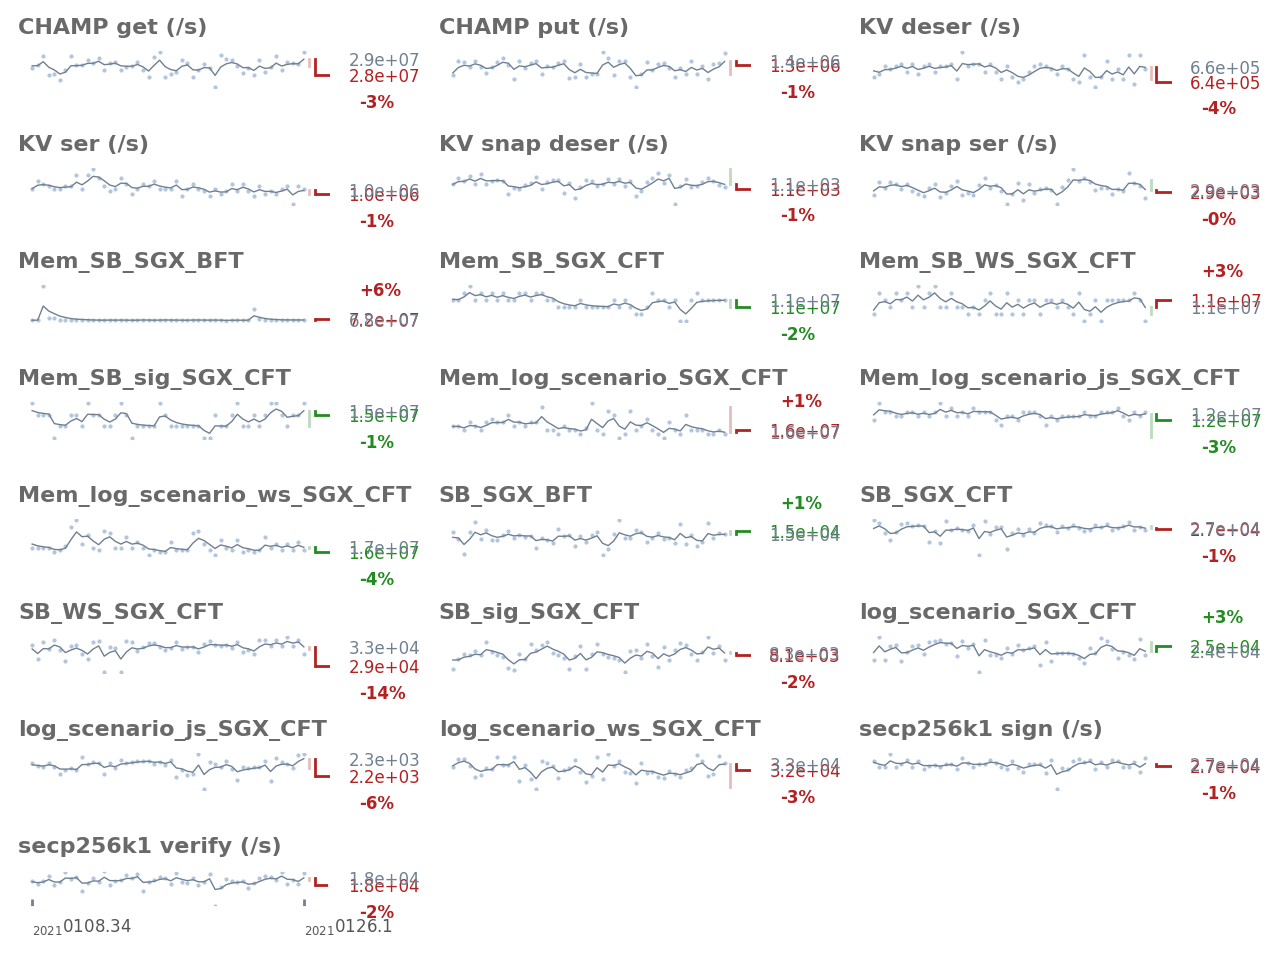 CHAMP get (/s)
2.9e+07
2.8e+07
-3%
CHAMP put (/s)
1.4e+06
1.3e+06
-1%
KV deser (/s)
6.6e+05
6.4e+05
-4%
KV ser (/s)
1.0e+06
1.0e+06
-1%
KV snap deser (/s)
1.1e+03
1.1e+03
-1%
KV snap ser (/s)
2.9e+03
2.9e+03
-0%
Mem_SB_SGX_BFT
+6%
7.2e+07
6.8e+07
Mem_SB_SGX_CFT
1.1e+07
1.1e+07
-2%
Mem_SB_WS_SGX_CFT
+3%
1.1e+07
1.1e+07
Mem_SB_sig_SGX_CFT
1.5e+07
1.5e+07
-1%
Mem_log_scenario_SGX_CFT
+1%
1.6e+07
1.6e+07
Mem_log_scenario_js_SGX_CFT
1.2e+07
1.2e+07
-3%
Mem_log_scenario_ws_SGX_CFT
1.7e+07
1.6e+07
-4%
SB_SGX_BFT
+1%
1.5e+04
1.5e+04
SB_SGX_CFT
2.7e+04
2.7e+04
-1%
SB_WS_SGX_CFT
3.3e+04
2.9e+04
-14%
SB_sig_SGX_CFT
8.1e+03
-2%
log_scenario_SGX_CFT
+3%
2.5e+04
2.4e+04
log_scenario_js_SGX_CFT
2.3e+03
2.2e+03
-6%
log_scenario_ws_SGX_CFT
3.2e+04
-3%
secp256k1 sign (/s)
2.7e+04
2.7e+04
-1%
secp256k1 verify (/s)
1.8e+04
1.8e+04
-2%
20210108.34
20210126.1